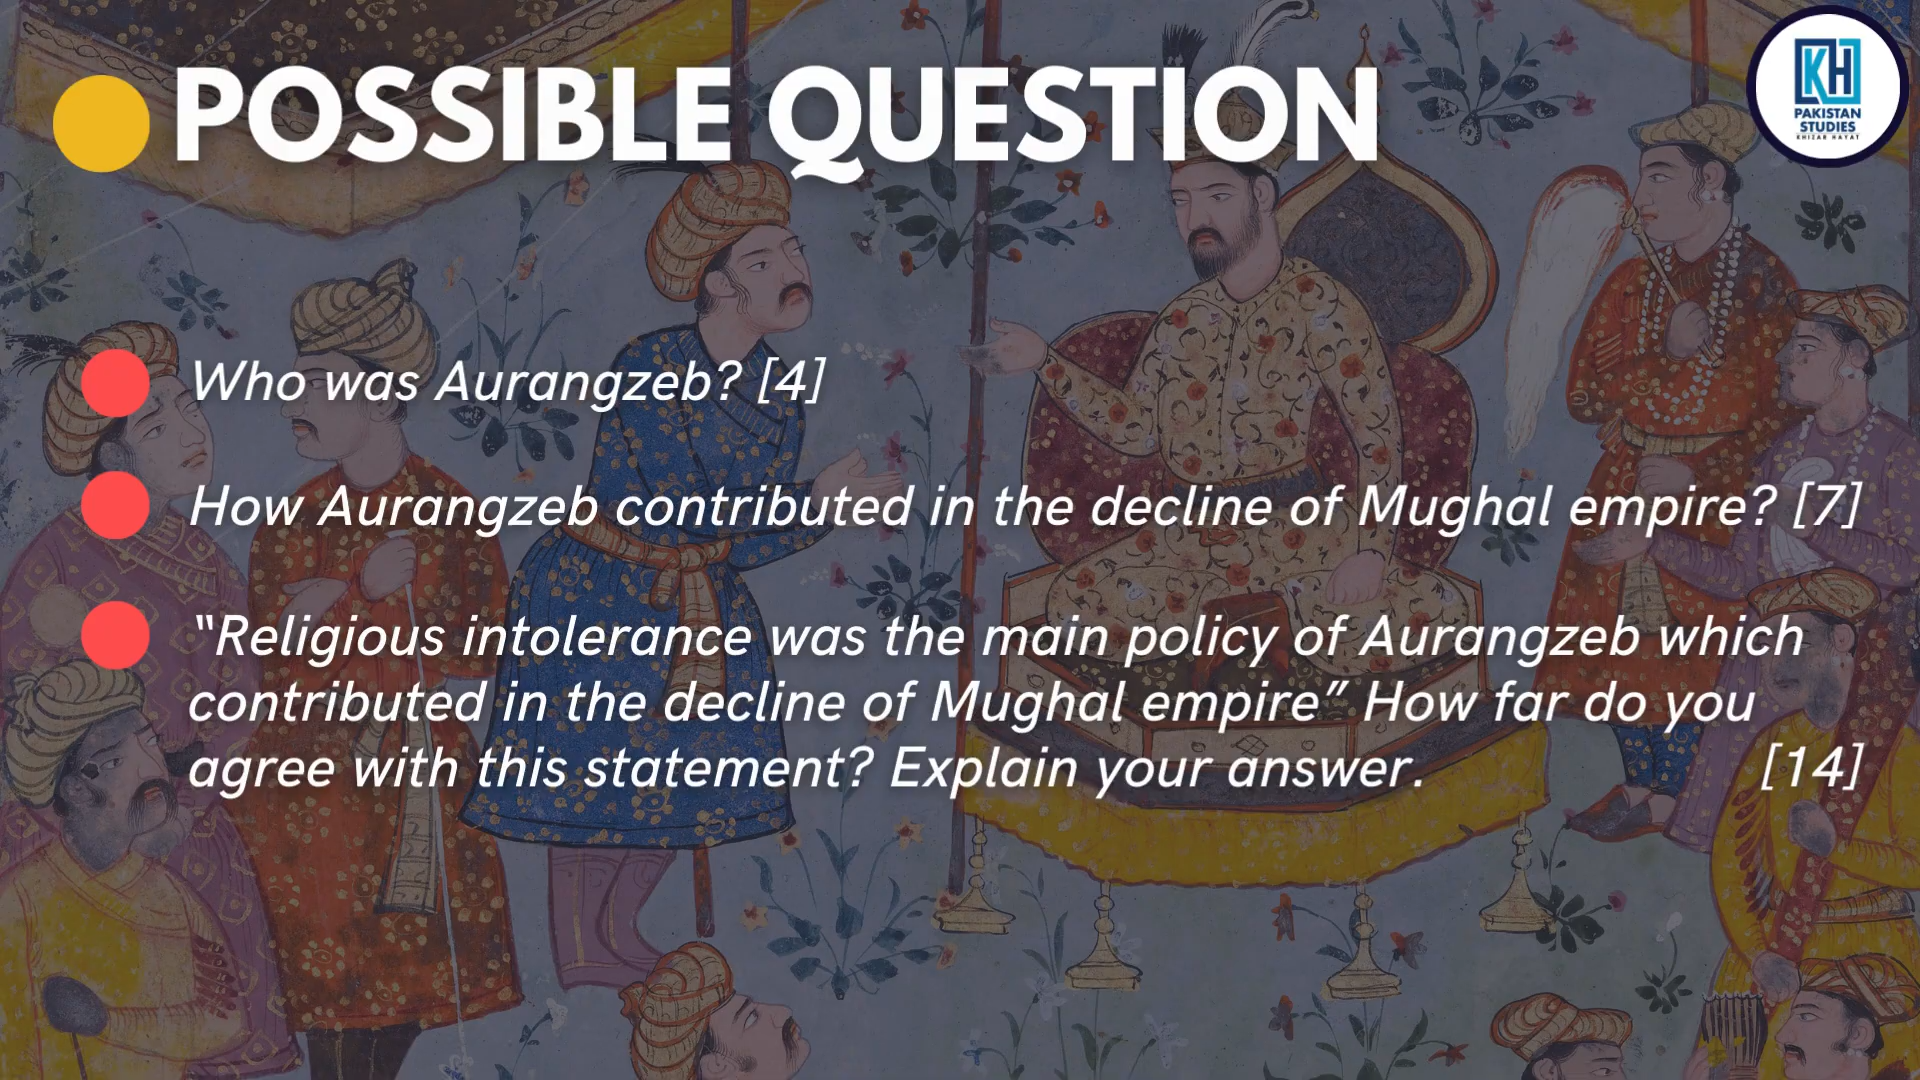 POSSIBLE QUESTION
KH
PAKISTAN
STUDIES
KHIZAR HAYAT
Who was Aurangzeb? [4]
How Aurangzeb contributed in the decline of Mughal empire? [7]
“Religious intolerance was the main policy of Aurangzeb which
contributed in the decline of Mughal empire” How far do you
agree with this statement? Explain your answer. [14]